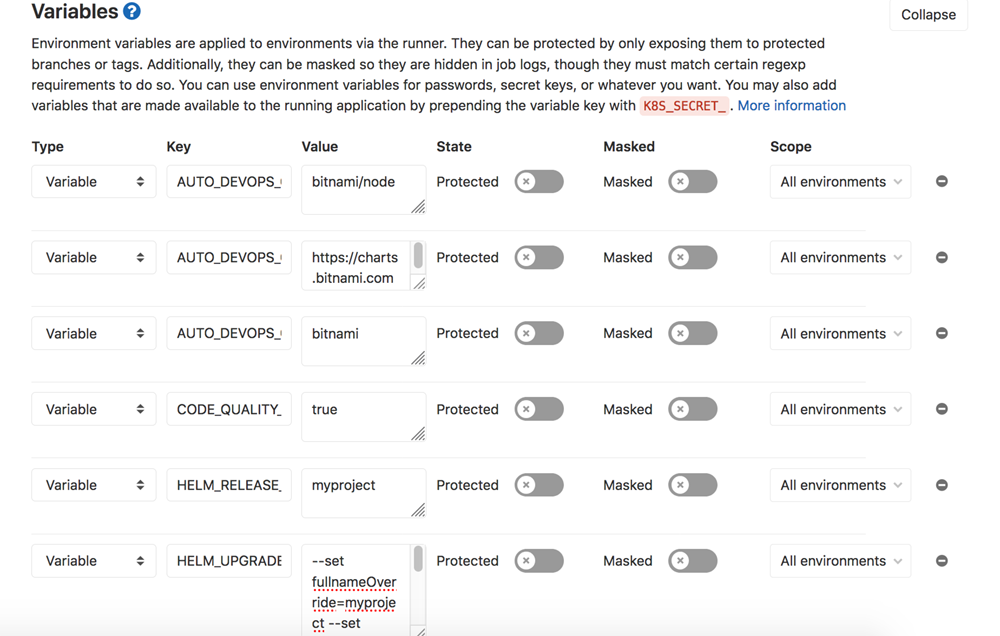 Variables ?
Collapse
Environment variables are applied to environments via the runner. They can be protected by only exposing them to protected
branches or tags. Additionally, they can be masked so they are hidden in job logs, though they must match certain regexp
requirements to do so. You can use environment variables for passwords, secret keys, or whatever you want. You may also add
variables that are made available to the running application by prepending the variable key with K8S_SECRET_ . More information
Type Key Value State Masked Scope
Variable AUTO_DEVOPS_ bitnami/node Protected Masked All environments
Variable AUTO_DEVOPS_ https://charts Protected Masked All environments
.bitnami.com
Variable AUTO_DEVOPS_ bitnami Protected Masked All environments
Variable CODE_QUALITY_ true Protected Masked All environments
Variable HELM_RELEASE_ myproject Protected Masked All environments
Variable HELM_UPGRADE --set Protected Masked All environments
fullnameOver
ride=myproje
ct --set